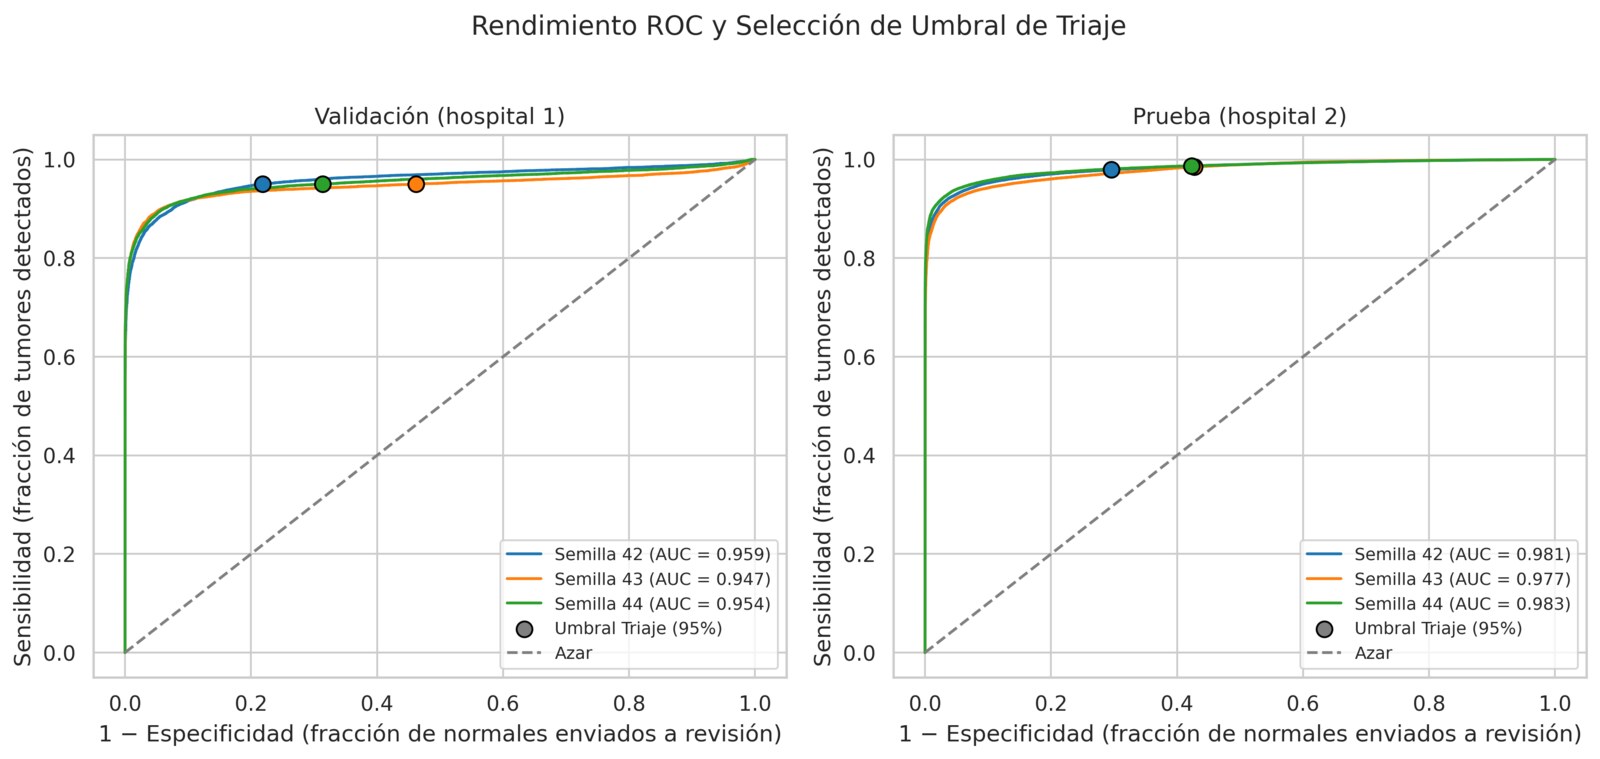 Rendimiento ROC y Selección de Umbral de Triaje
Validación (hospital 1)
Sensibilidad (fracción de tumores detectados)
1.0
0.8
0.6
0.4
0.2
0.0
Semilla 42 (AUC = 0.959)
Semilla 43 (AUC = 0.947)
Semilla 44 (AUC = 0.954)
Umbral Triaje (95%)
Azar
0.0 0.2 0.4 0.6 0.8 1.0
1 − Especificidad (fracción de normales enviados a revisión)
Prueba (hospital 2)
Sensibilidad (fracción de tumores detectados)
1.0
0.8
0.6
0.4
0.2
0.0
Semilla 42 (AUC = 0.981)
Semilla 43 (AUC = 0.977)
Semilla 44 (AUC = 0.983)
Umbral Triaje (95%)
Azar
0.0 0.2 0.4 0.6 0.8 1.0
1 − Especificidad (fracción de normales enviados a revisión)